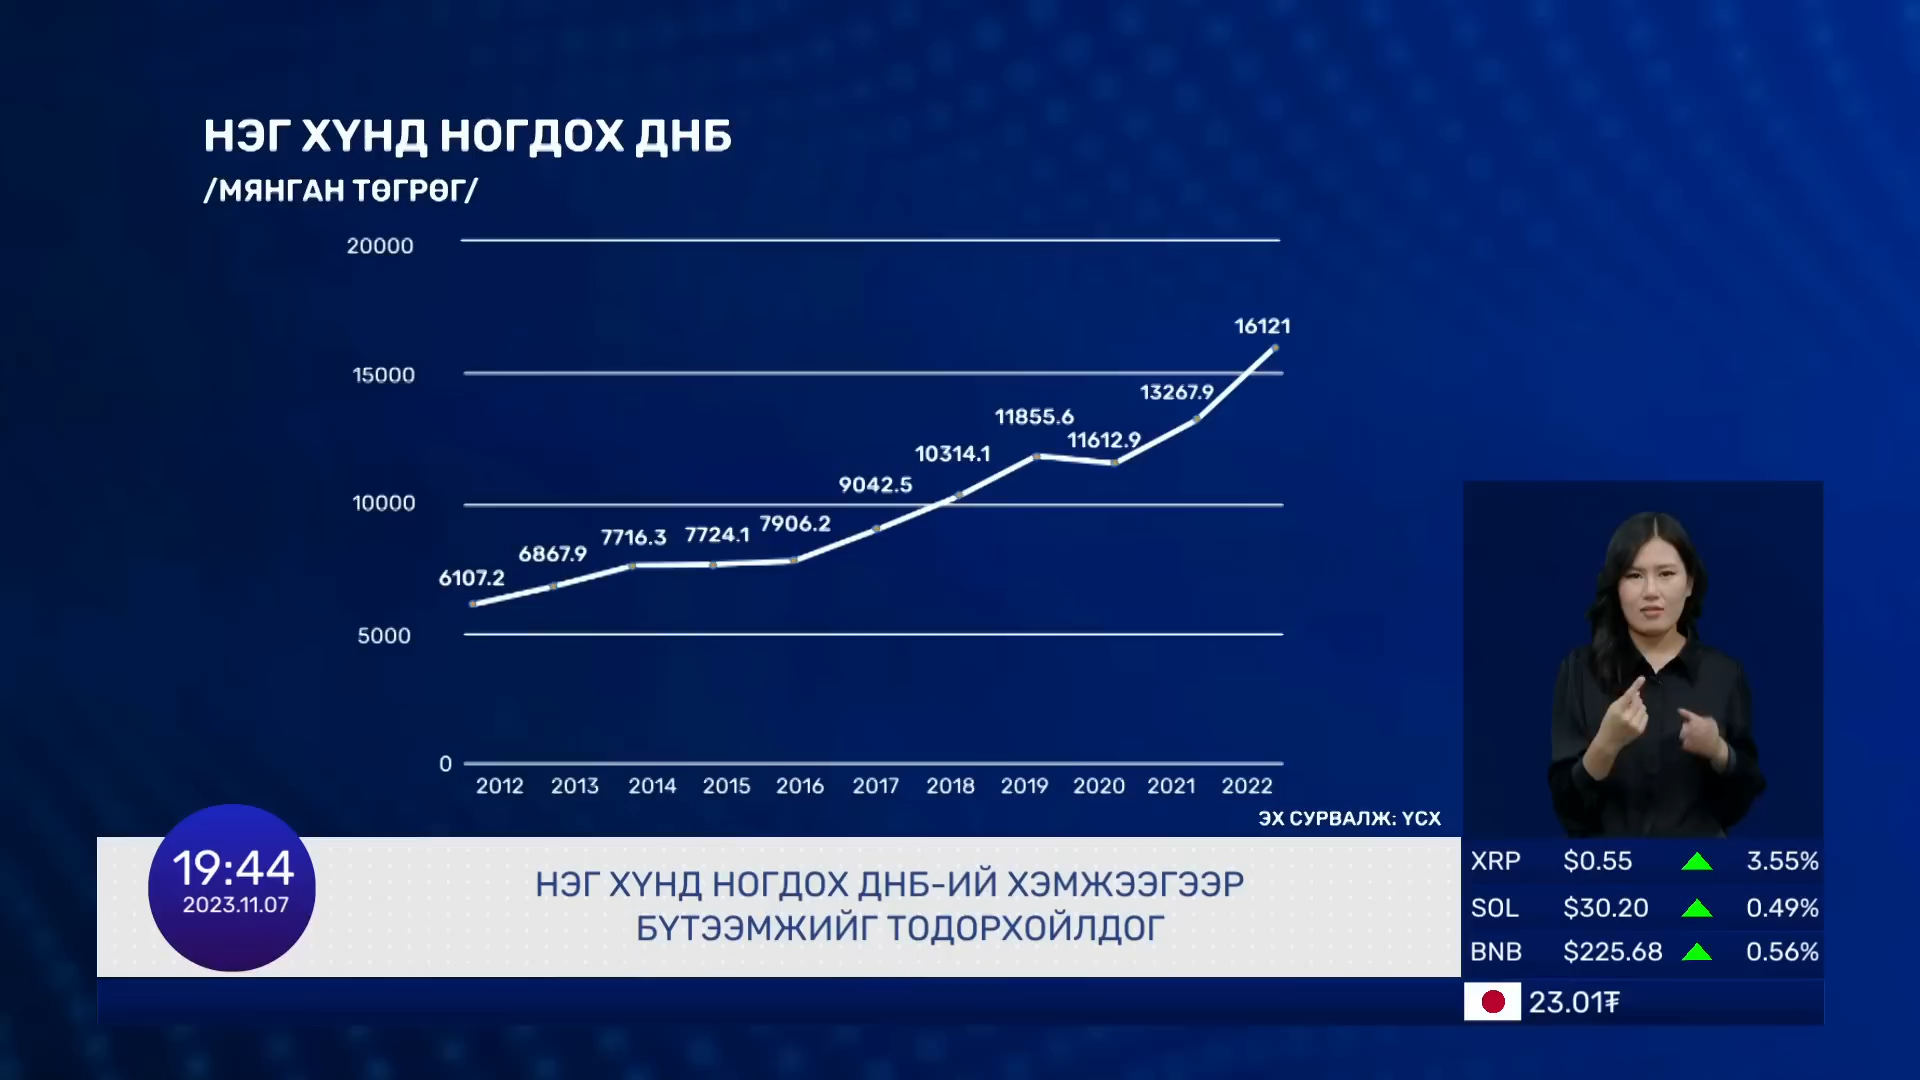 НЭГ ХҮНД НОГДОХ ДНБ
/МЯНГАН ТӨГРӨГ/
20000
15000
10000
5000
0
6107.2
6867.9
7716.3
7724.1
7906.2
9042.5
10314.1
11855.6
11612.9
13267.9
16121
2012 2013 2014 2015 2016 2017 2018 2019 2020 2021 2022
ЭХ СУРВАЛЖ: ҮСХ
19:44
2023.11.07
НЭГ ХҮНД НОГДОХ ДНБ-ИЙ ХЭМЖЭЭГЭЭР
БҮТЭЭМЖИЙГ ТОДОРХОЙЛДОГ
XRP $0.55 3.55%
SOL $30.20 0.49%
BNB $225.68 0.56%
23.01₮